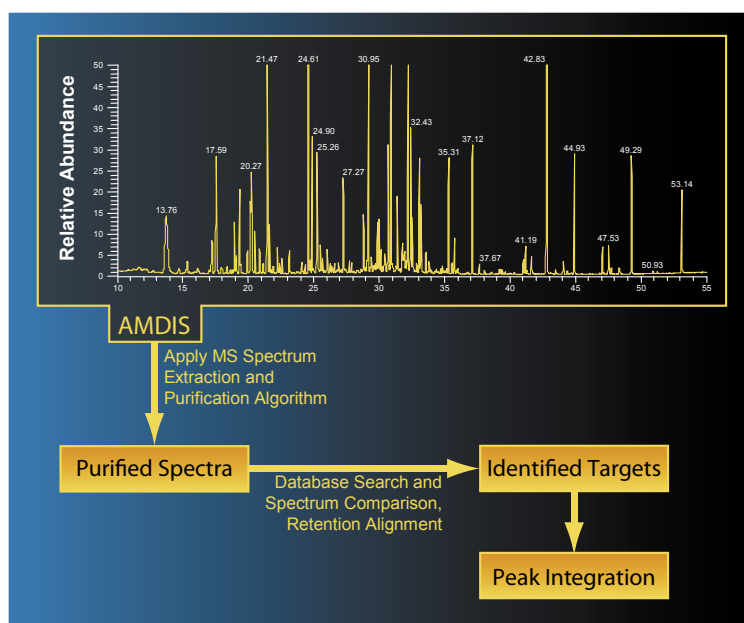 Relative Abundance
50
45
40
35
30
25
20
15
10
5
0
21.47
24.61
30.95
42.83
17.59
20.27
24.90
25.26
27.27
32.43
35.31
37.12
44.93
49.29
13.76
53.14
37.67
41.19
47.53
50.93
10 15 20 25 30 35 40 45 50 55
AMDIS
Apply MS Spectrum
Extraction and
Purification Algorithm
Purified Spectra
Database Search and
Spectrum Comparison,
Retention Alignment
Identified Targets
Peak Integration